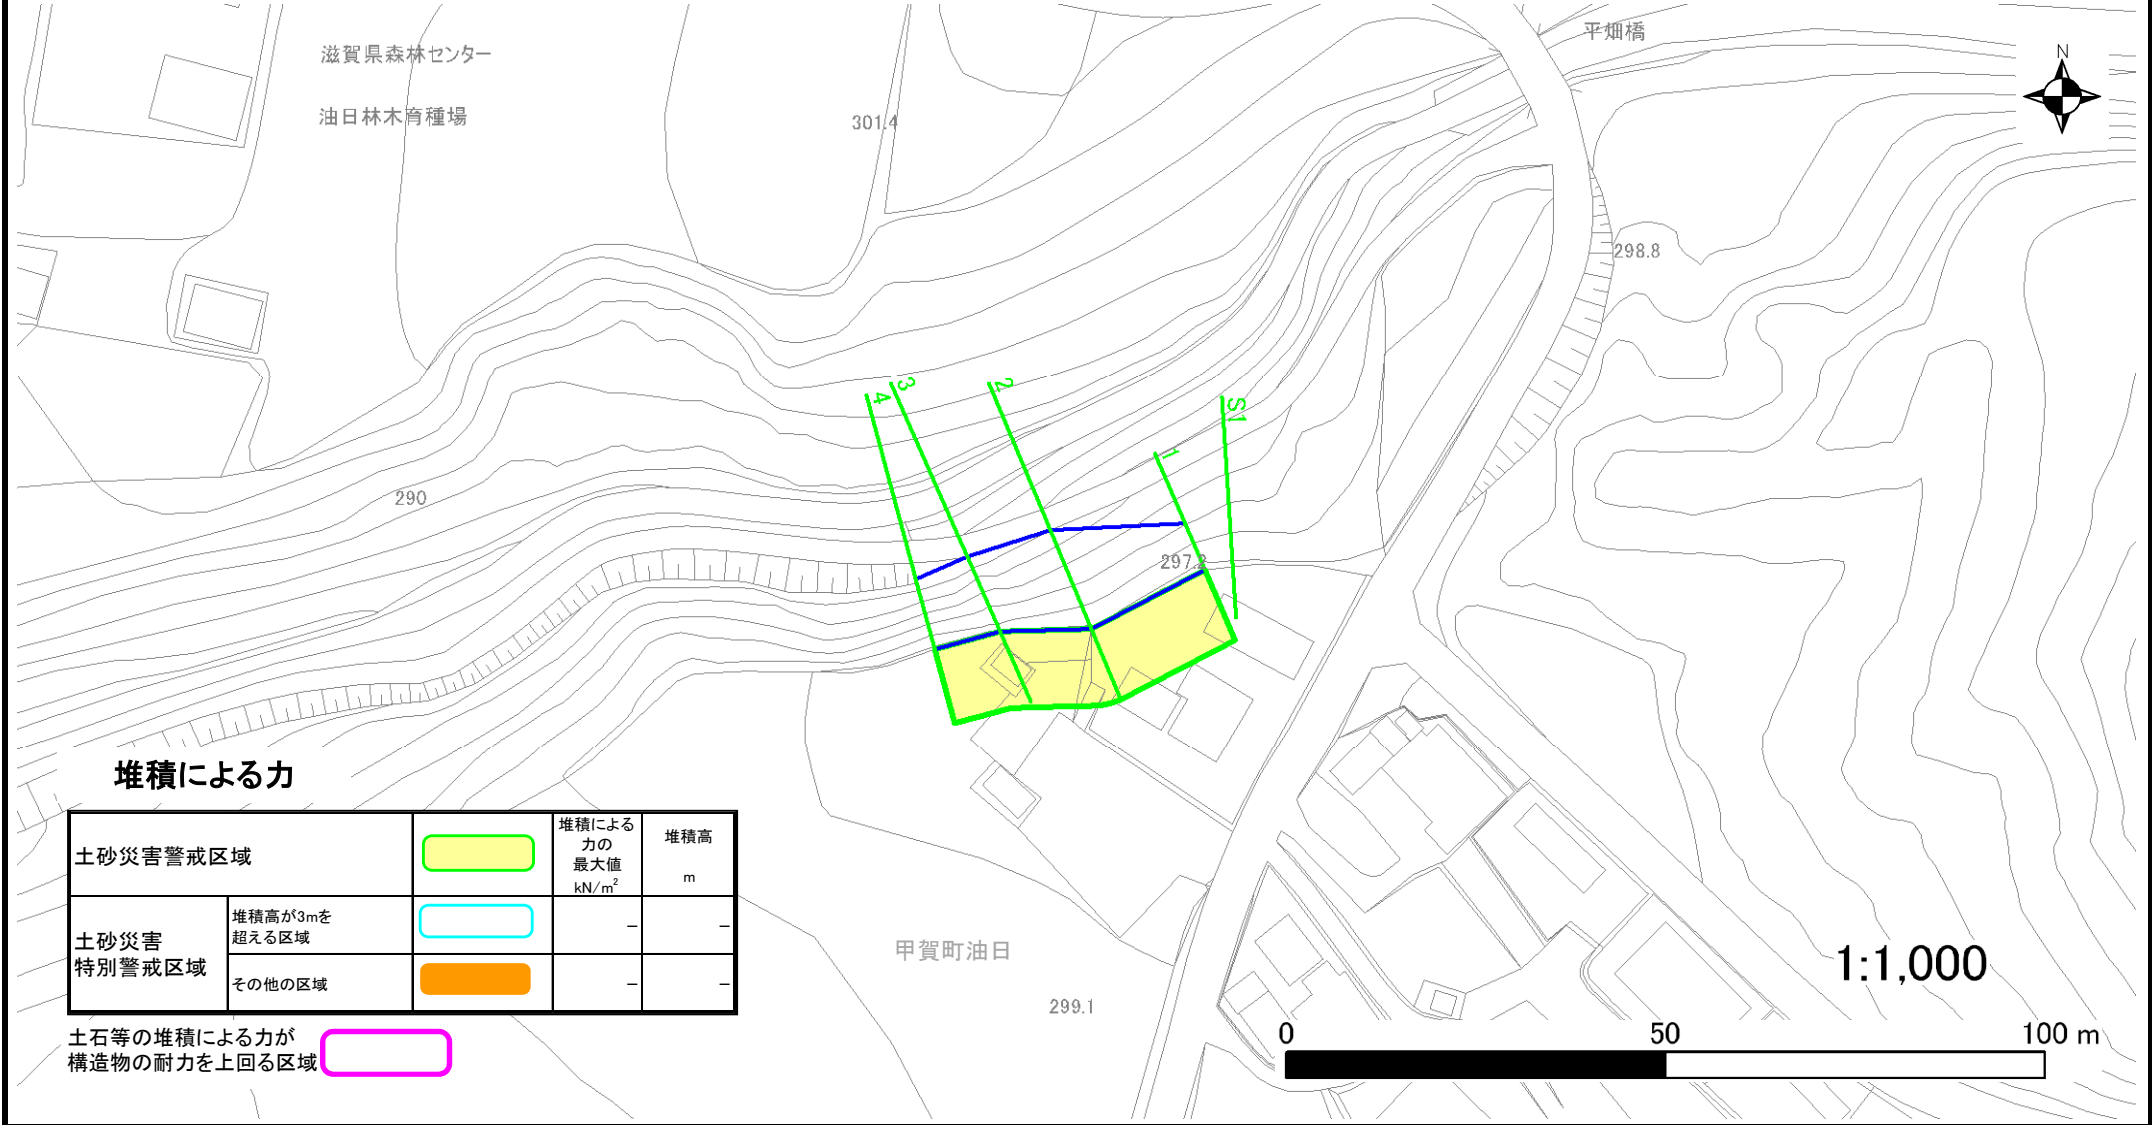 平畑橋
滋賀県森林センター
N
油日林木育種場
301.4
298.8
3
2
4
S1
1
290
297.2
堆積による力
土砂災害警戒区域
堆積による
力の
最大値
kN/m²
堆積高
m
土砂災害
特別警戒区域
堆積高が3mを
超える区域
–
–
その他の区域
–
–
土石等の堆積による力が
構造物の耐力を上回る区域
甲賀町油日
299.1
1:1,000
0 50 100 m